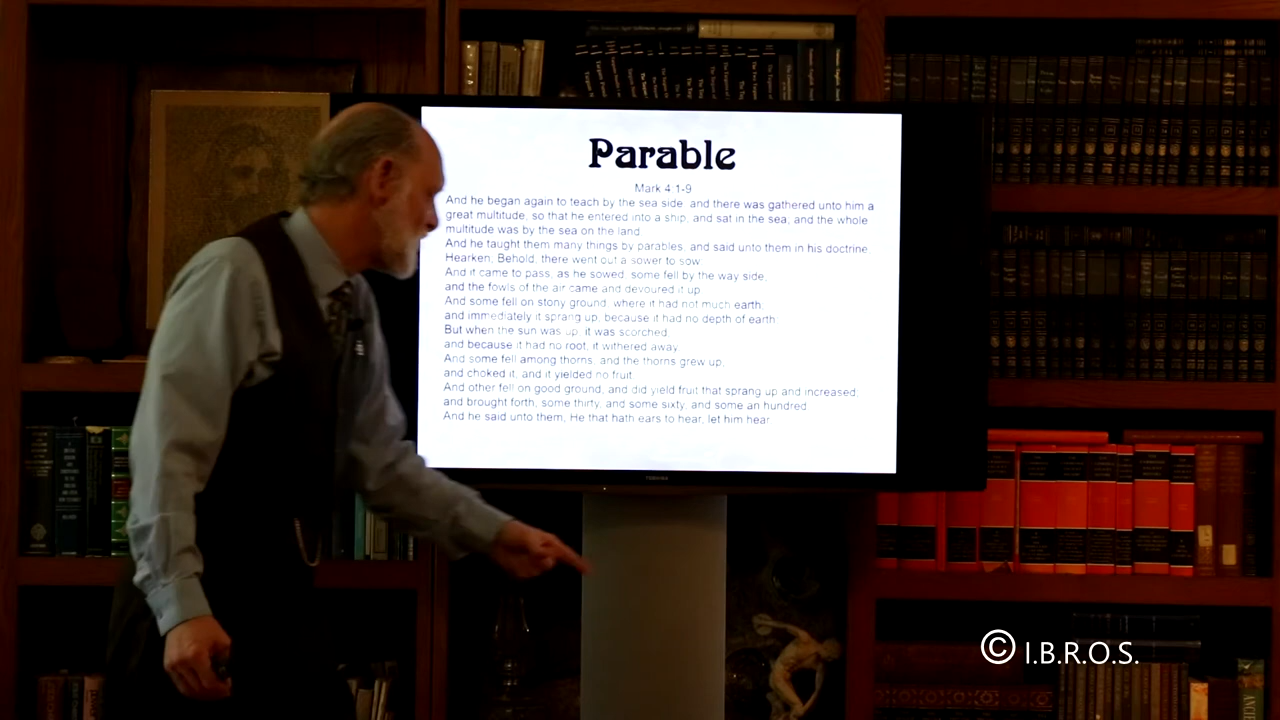 Parable
Mark 4:1-9
And he began again to teach by the sea side: and there was gathered unto him a
great multitude, so that he entered into a ship, and sat in the sea; and the whole
multitude was by the sea on the land.
And he taught them many things by parables, and said unto them in his doctrine,
Hearken; Behold, there went out a sower to sow:
And it came to pass, as he sowed, some fell by the way side,
and the fowls of the air came and devoured it up.
And some fell on stony ground, where it had not much earth;
and immediately it sprang up, because it had no depth of earth:
But when the sun was up, it was scorched;
and because it had no root, it withered away.
And some fell among thorns, and the thorns grew up,
and choked it, and it yielded no fruit.
And other fell on good ground, and did yield fruit that sprang up and increased;
and brought forth, some thirty, and some sixty, and some an hundred.
And he said unto them, He that hath ears to hear, let him hear.
TOSHIBA
© I.B.R.O.S.